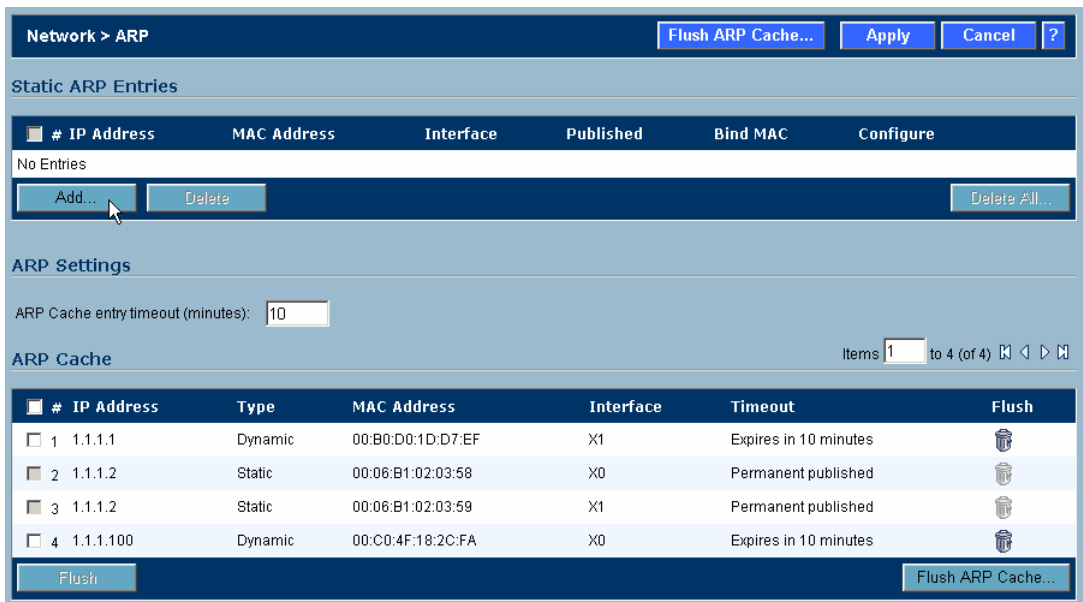 Network > ARP Flush ARP Cache... Apply Cancel ?
Static ARP Entries
# IP Address MAC Address Interface Published Bind MAC Configure
No Entries
Add... Delete Delete All...
ARP Settings
ARP Cache entry timeout (minutes): 10
ARP Cache Items 1 to 4 (of 4)
# IP Address Type MAC Address Interface Timeout Flush
1 1.1.1.1 Dynamic 00:B0:D0:1D:D7:EF X1 Expires in 10 minutes
2 1.1.1.2 Static 00:06:B1:02:03:58 X0 Permanent published
3 1.1.1.2 Static 00:06:B1:02:03:59 X1 Permanent published
4 1.1.1.100 Dynamic 00:C0:4F:18:2C:FA X0 Expires in 10 minutes
Flush Flush ARP Cache...